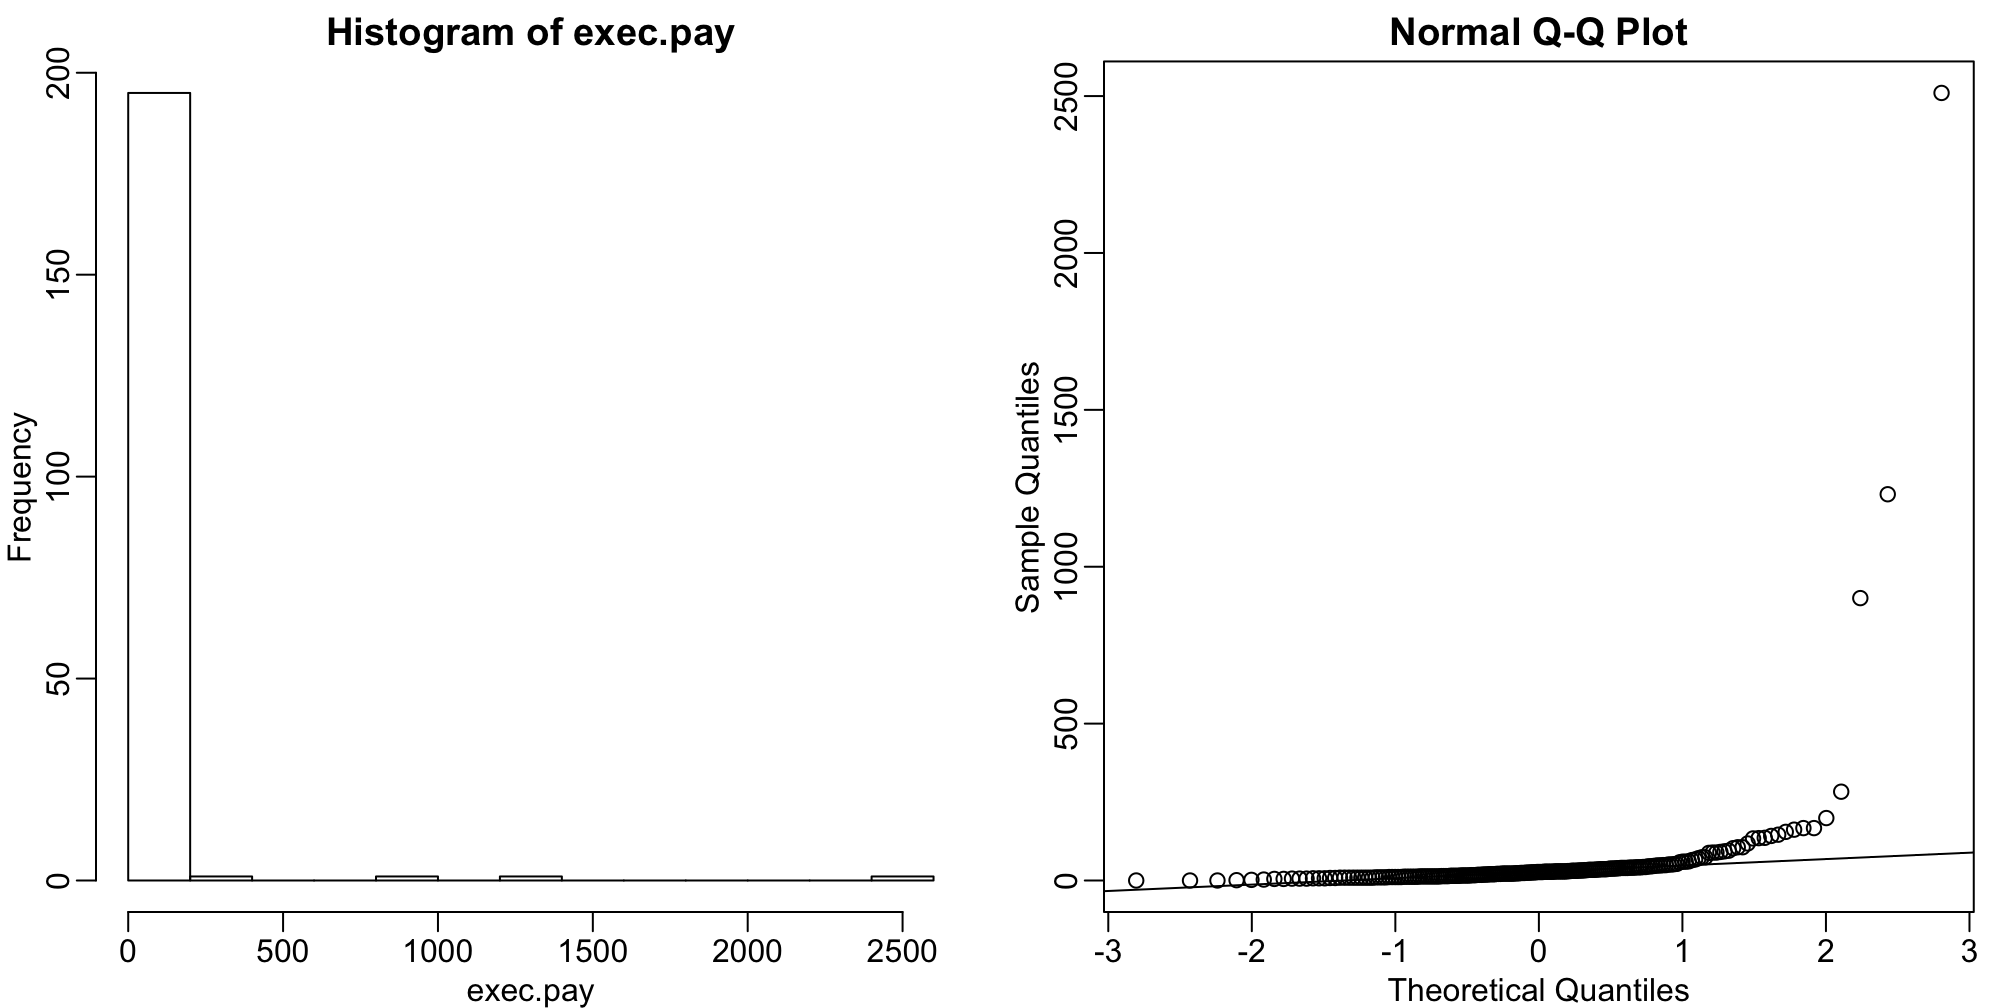 Histogram of exec.pay
Frequency
0
50
100
150
200
0 500 1000 1500 2000 2500
exec.pay
Normal Q-Q Plot
Sample Quantiles
0
500
1000
1500
2000
2500
-3 -2 -1 0 1 2 3
Theoretical Quantiles